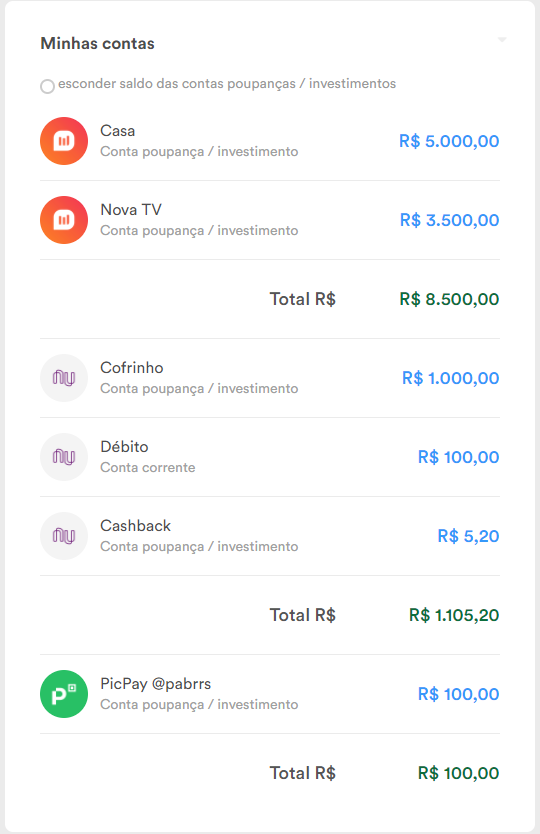 Minhas contas
esconder saldo das contas poupanças / investimentos
Casa
Conta poupança / investimento
R$ 5.000,00
Nova TV
Conta poupança / investimento
R$ 3.500,00
Total R$ R$ 8.500,00
nu
Cofrinho
Conta poupança / investimento
R$ 1.000,00
nu
Débito
Conta corrente
R$ 100,00
nu
Cashback
Conta poupança / investimento
R$ 5,20
Total R$ R$ 1.105,20
P
PicPay @pabrrs
Conta poupança / investimento
R$ 100,00
Total R$ R$ 100,00